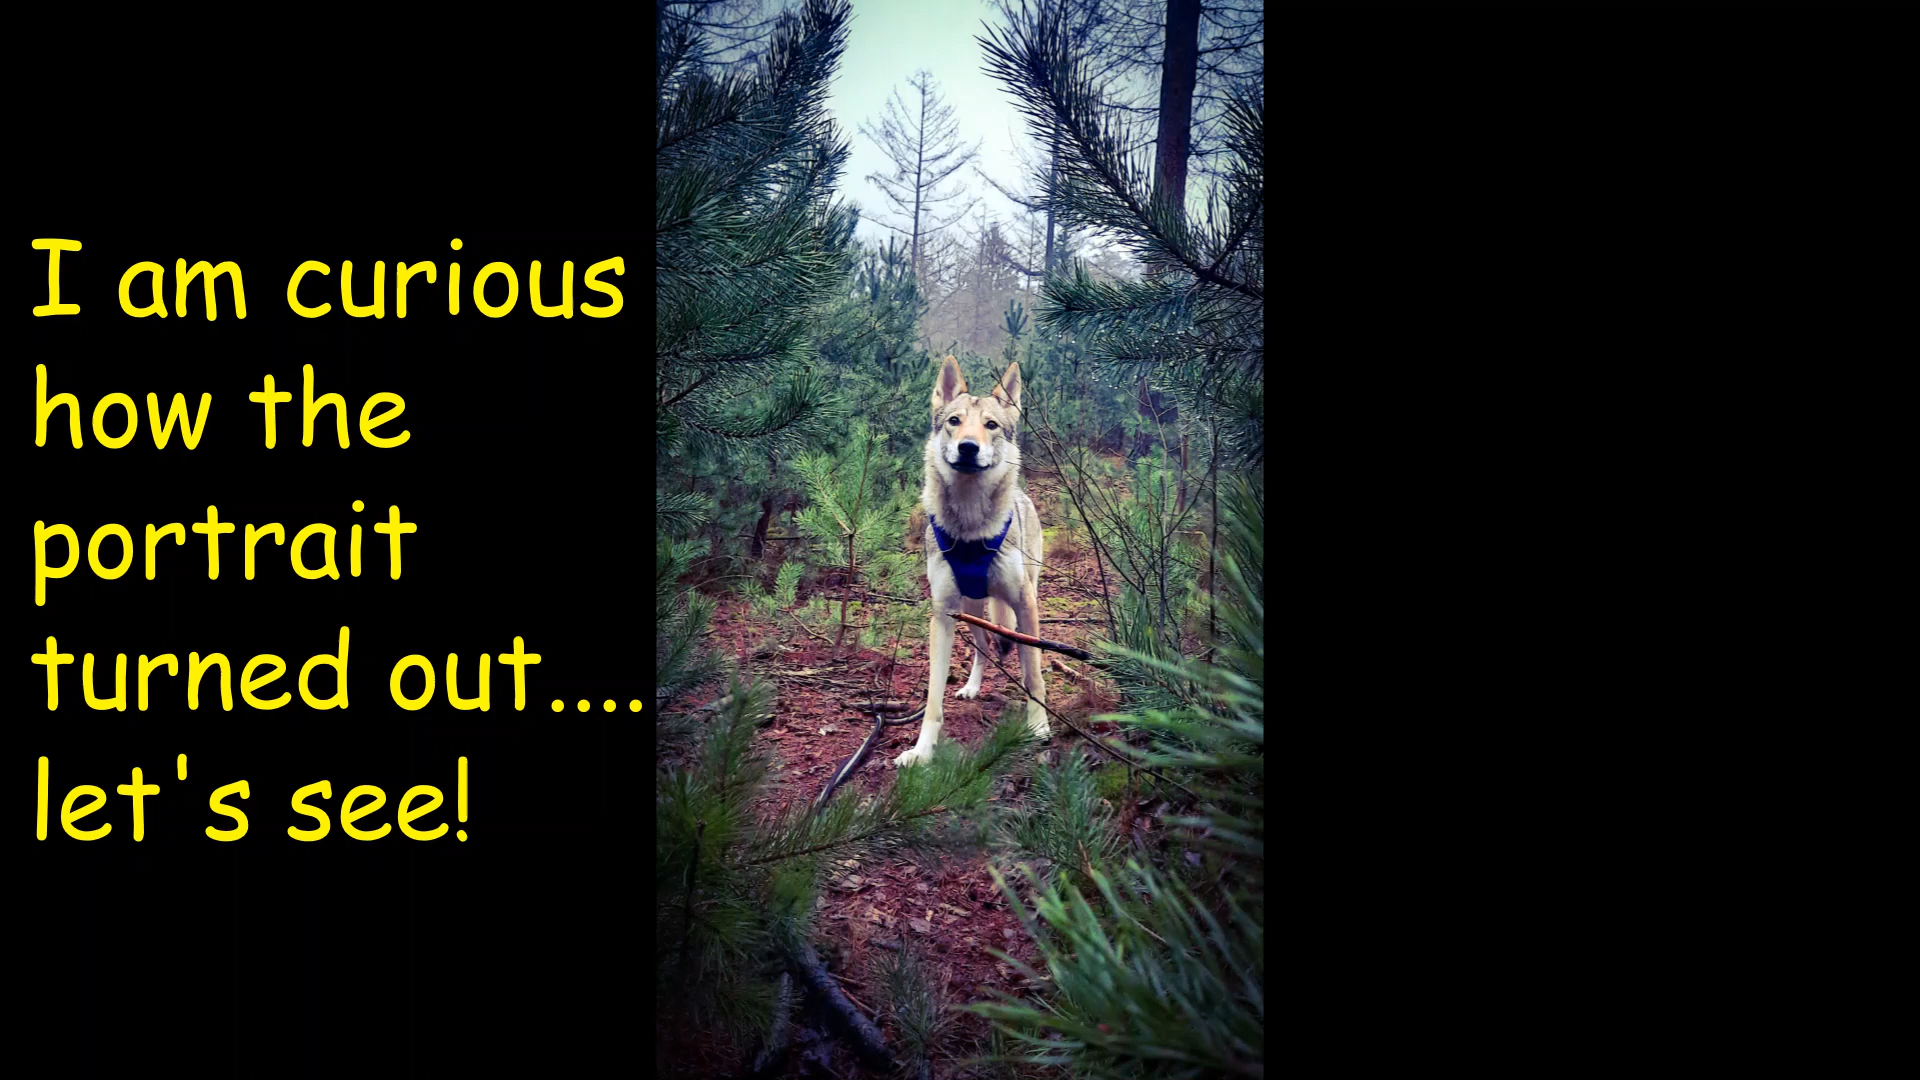 I am curious
how the
portrait
turned out....
let's see!